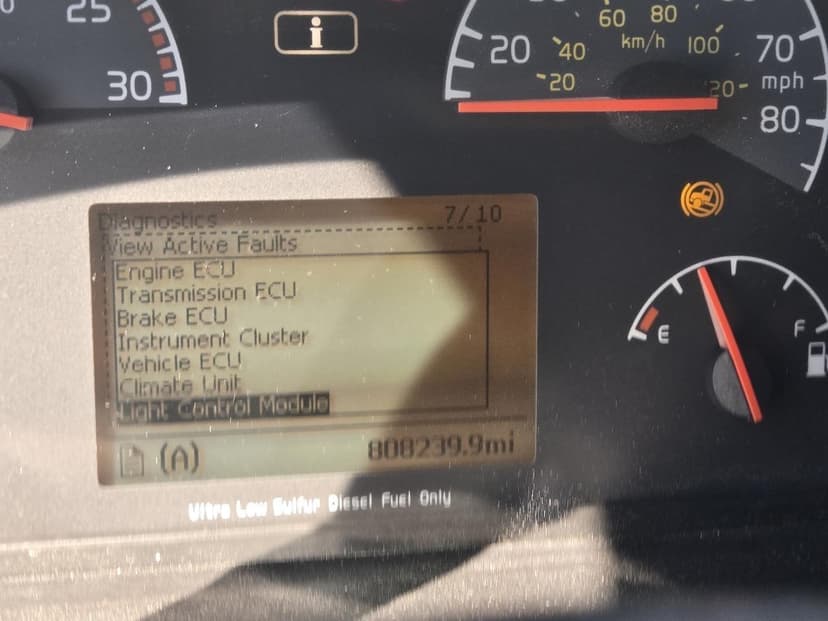 25
30
i
20
20
40
60
80
km/h
100
70
mph
80
Diagnostics 7/10
View Active Faults
Engine ECU
Transmission ECU
Brake ECU
Instrument Cluster
Vehicle ECU
Climate Unit
Light Control Module
(A) 808239.9mi
E F
Ultra Low Sulfur Diesel Fuel Only